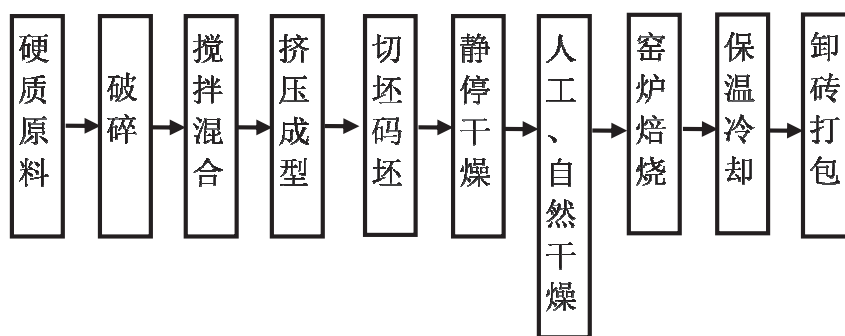 硬质原料
破碎
搅拌混合
挤压成型
切坯码坯
静停干燥
人工、自然干燥
窑炉焙烧
保温冷却
卸砖打包